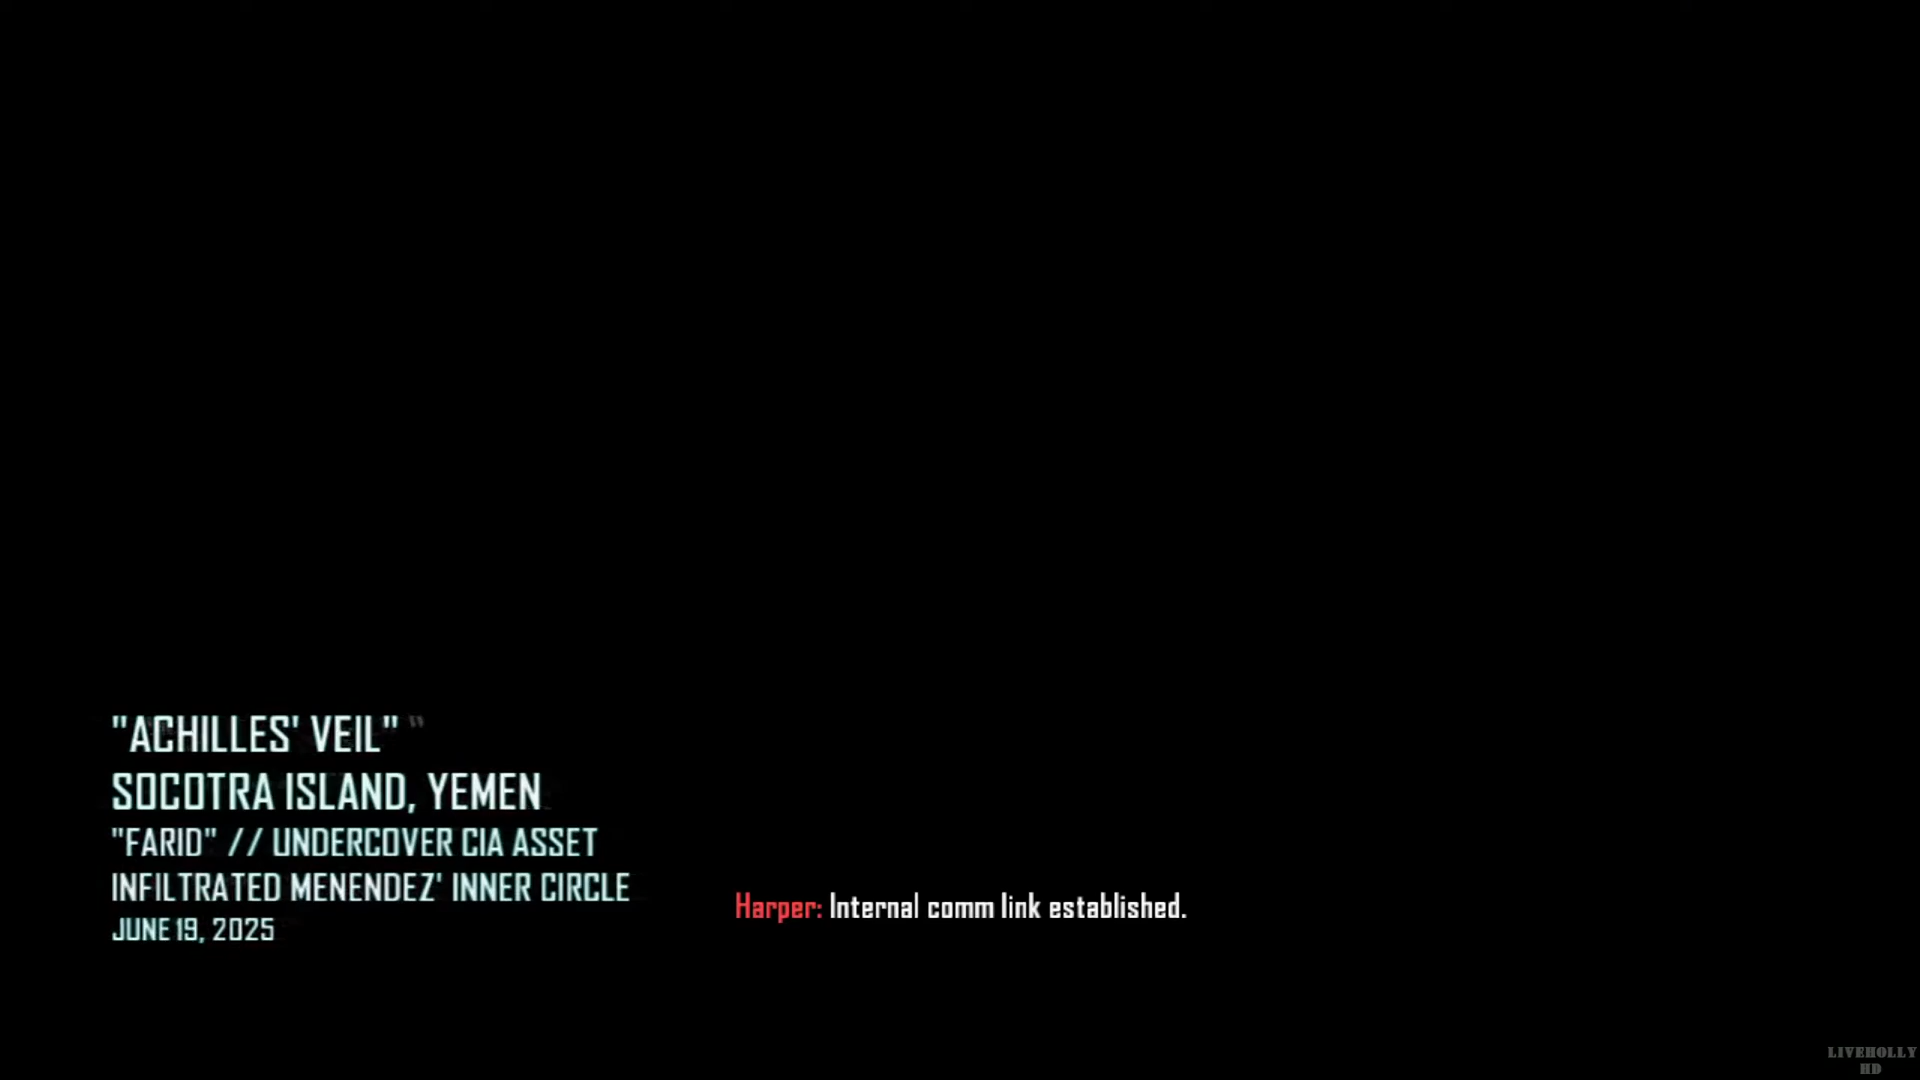 "ACHILLES' VEIL"
SOCOTRA ISLAND, YEMEN
"FARID" // UNDERCOVER CIA ASSET
INFILTRATED MENENDEZ' INNER CIRCLE
JUNE 19, 2025
Harper: Internal comm link established.
LIVEHOLLY
HD